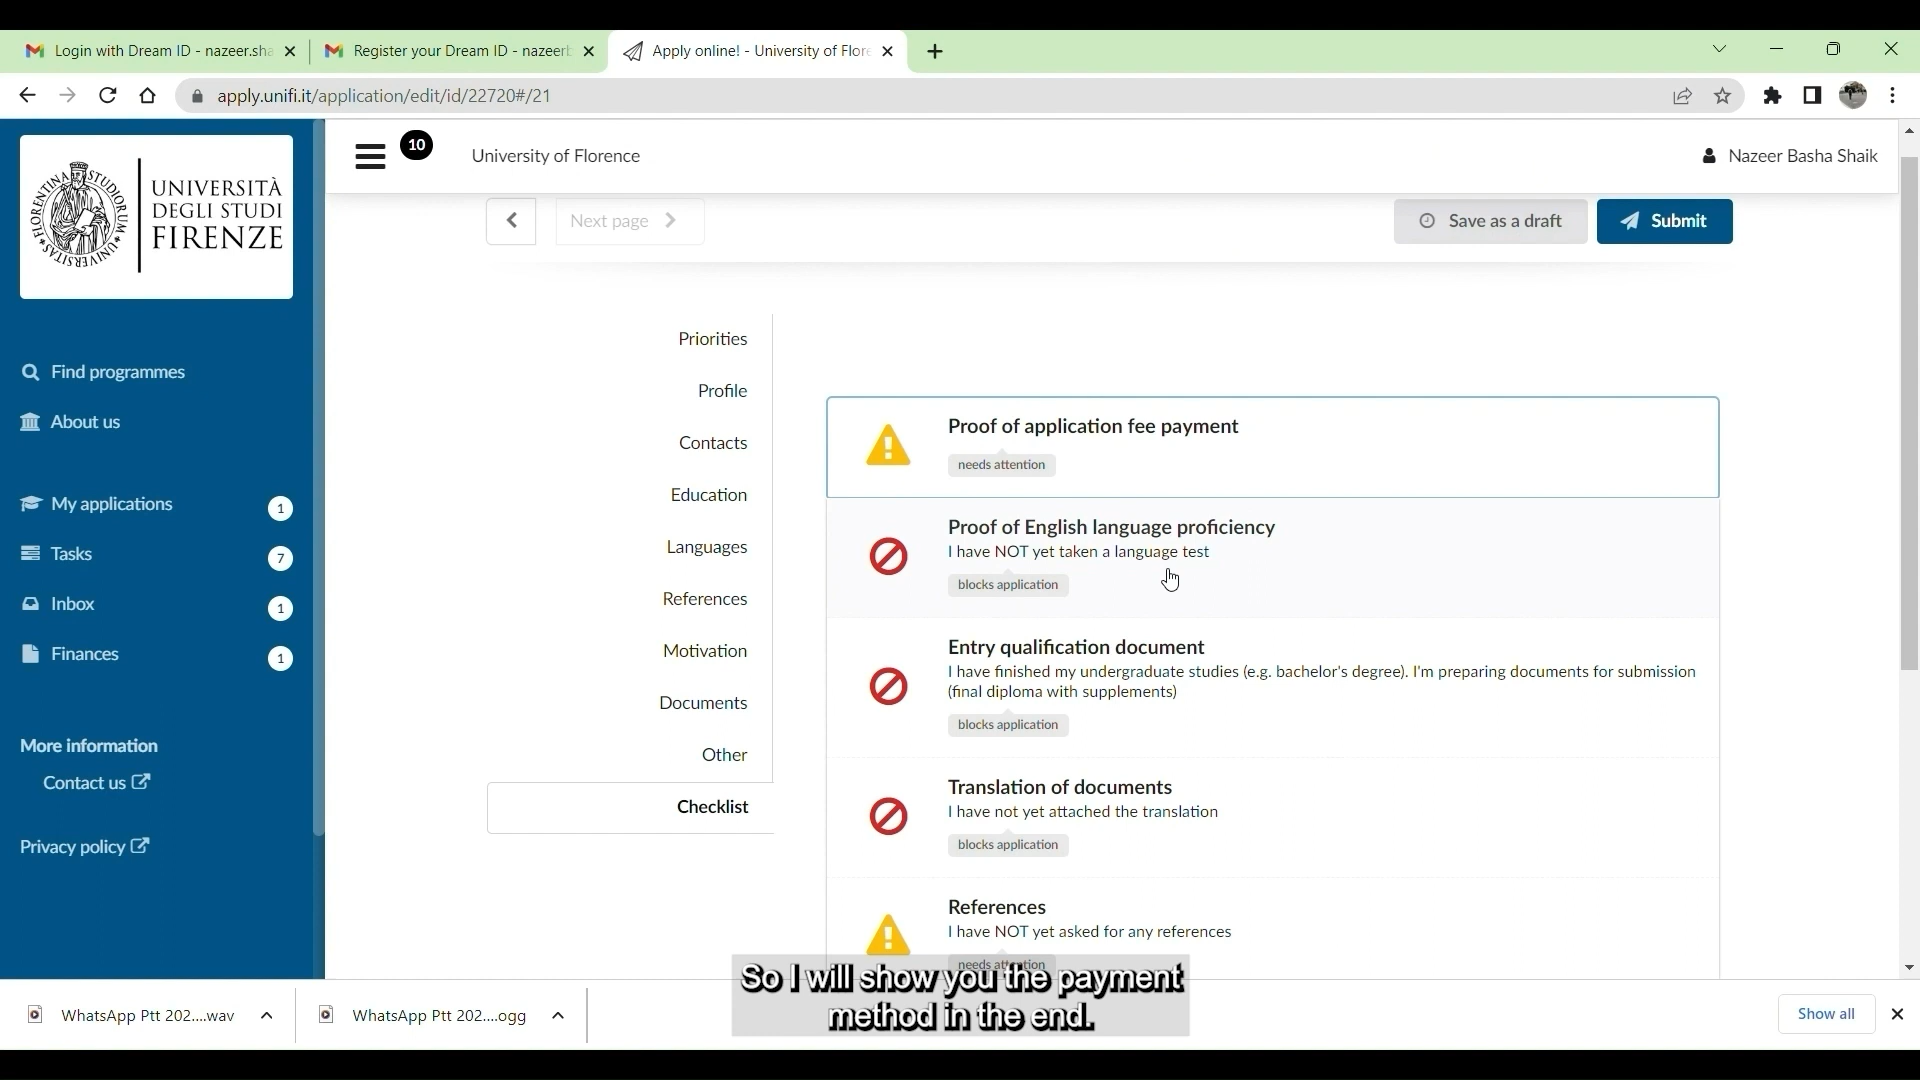 Login with Dream ID - nazeer.sha
Register your Dream ID - nazeerb
Apply online! - University of Flore
apply.unifi.it/application/edit/id/22720#/21
UNIVERSITÀ
DEGLI STUDI
FIRENZE
10
University of Florence
Nazeer Basha Shaik
Next page
Save as a draft
Submit
Find programmes
About us
My applications 1
Tasks 7
Inbox 1
Finances 1
More information
Contact us
Privacy policy
Priorities
Profile
Contacts
Education
Languages
References
Motivation
Documents
Other
Checklist
Proof of application fee payment
needs attention
Proof of English language proficiency
I have NOT yet taken a language test
blocks application
Entry qualification document
I have finished my undergraduate studies (e.g. bachelor's degree). I'm preparing documents for submission
(final diploma with supplements)
blocks application
Translation of documents
I have not yet attached the translation
blocks application
References
I have NOT yet asked for any references
needs attention
So I will show you the payment
method in the end.
WhatsApp Ptt 202....wav
WhatsApp Ptt 202....ogg
Show all